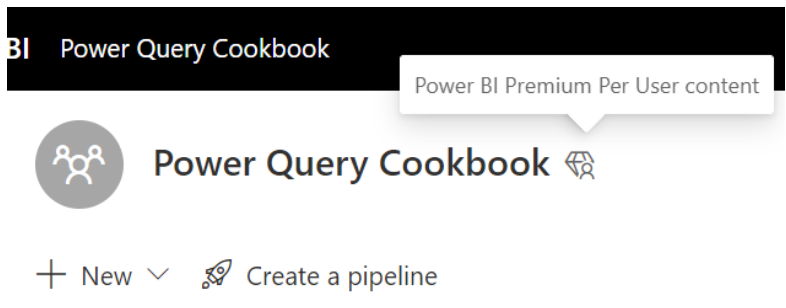 BI Power Query Cookbook
Power BI Premium Per User content
Power Query Cookbook
New
Create a pipeline